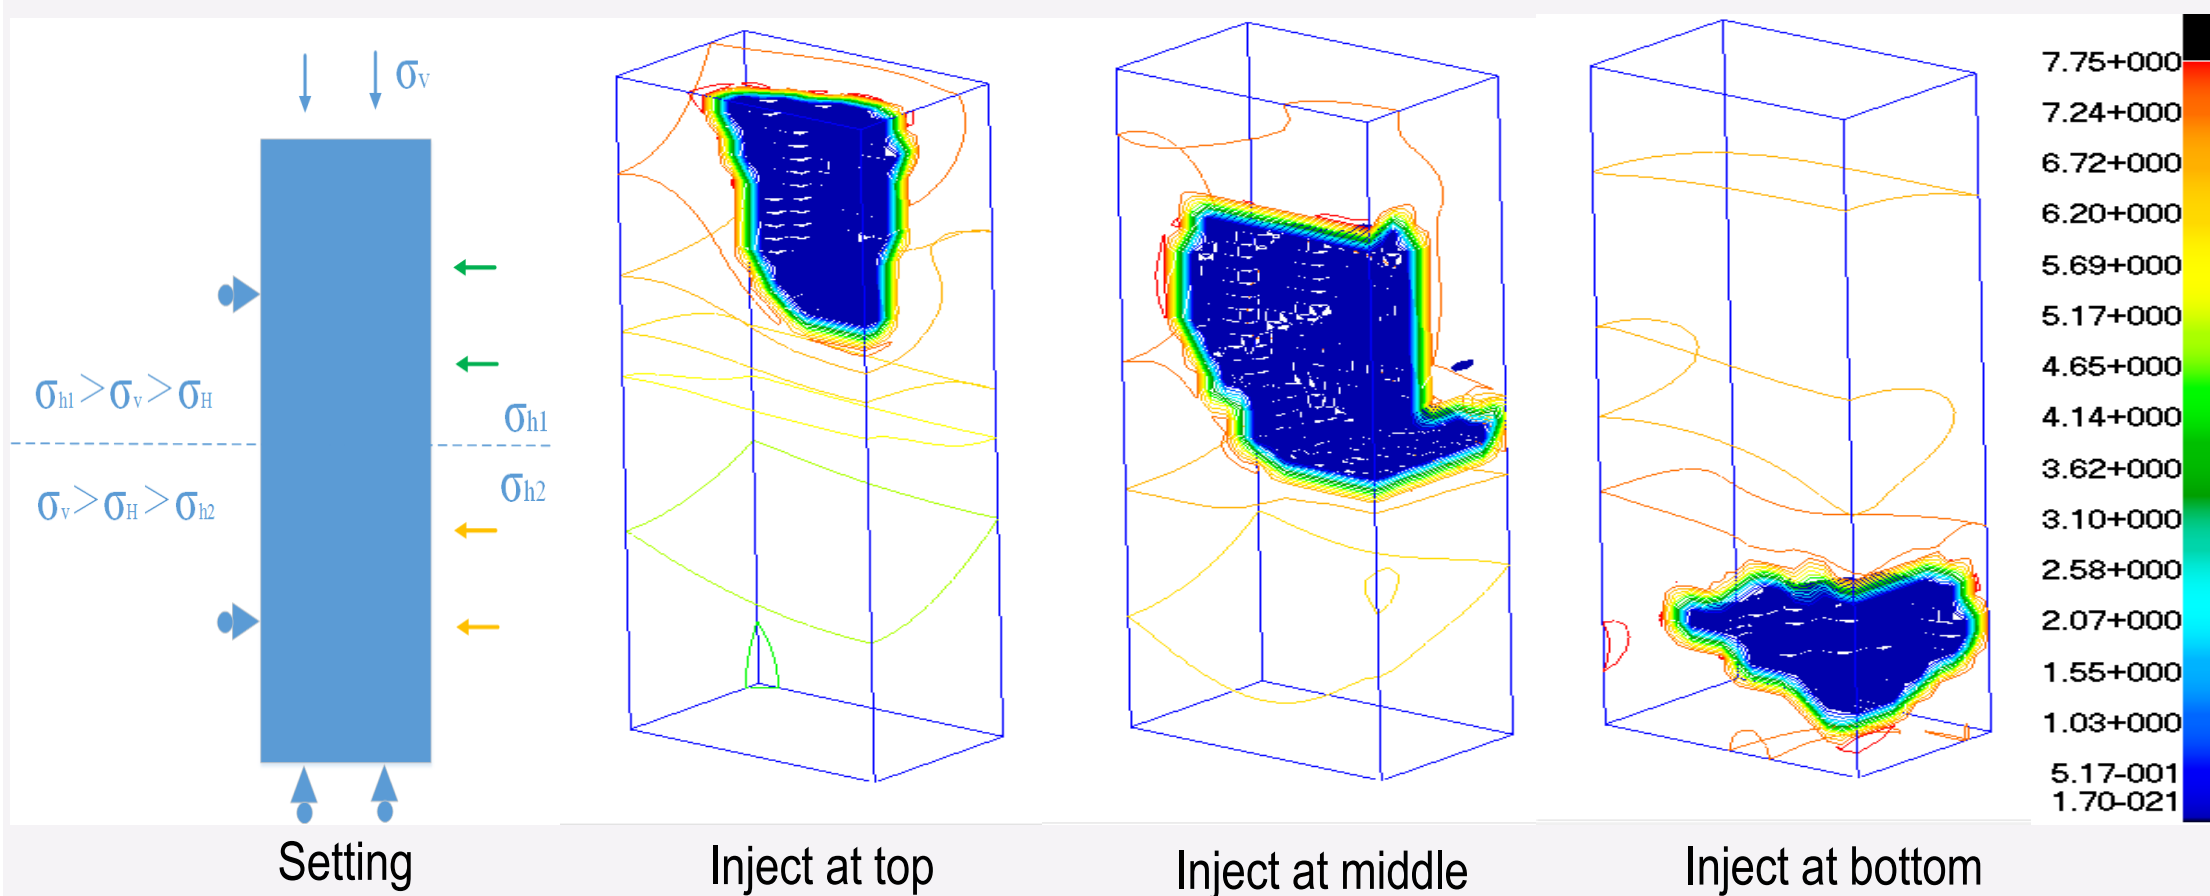 σv
σh1>σv>σH
σh1
σv>σH>σh2
σh2
7.75+000
7.24+000
6.72+000
6.20+000
5.69+000
5.17+000
4.65+000
4.14+000
3.62+000
3.10+000
2.58+000
2.07+000
1.55+000
1.03+000
5.17-001
1.70-021
Setting
Inject at top
Inject at middle
Inject at bottom